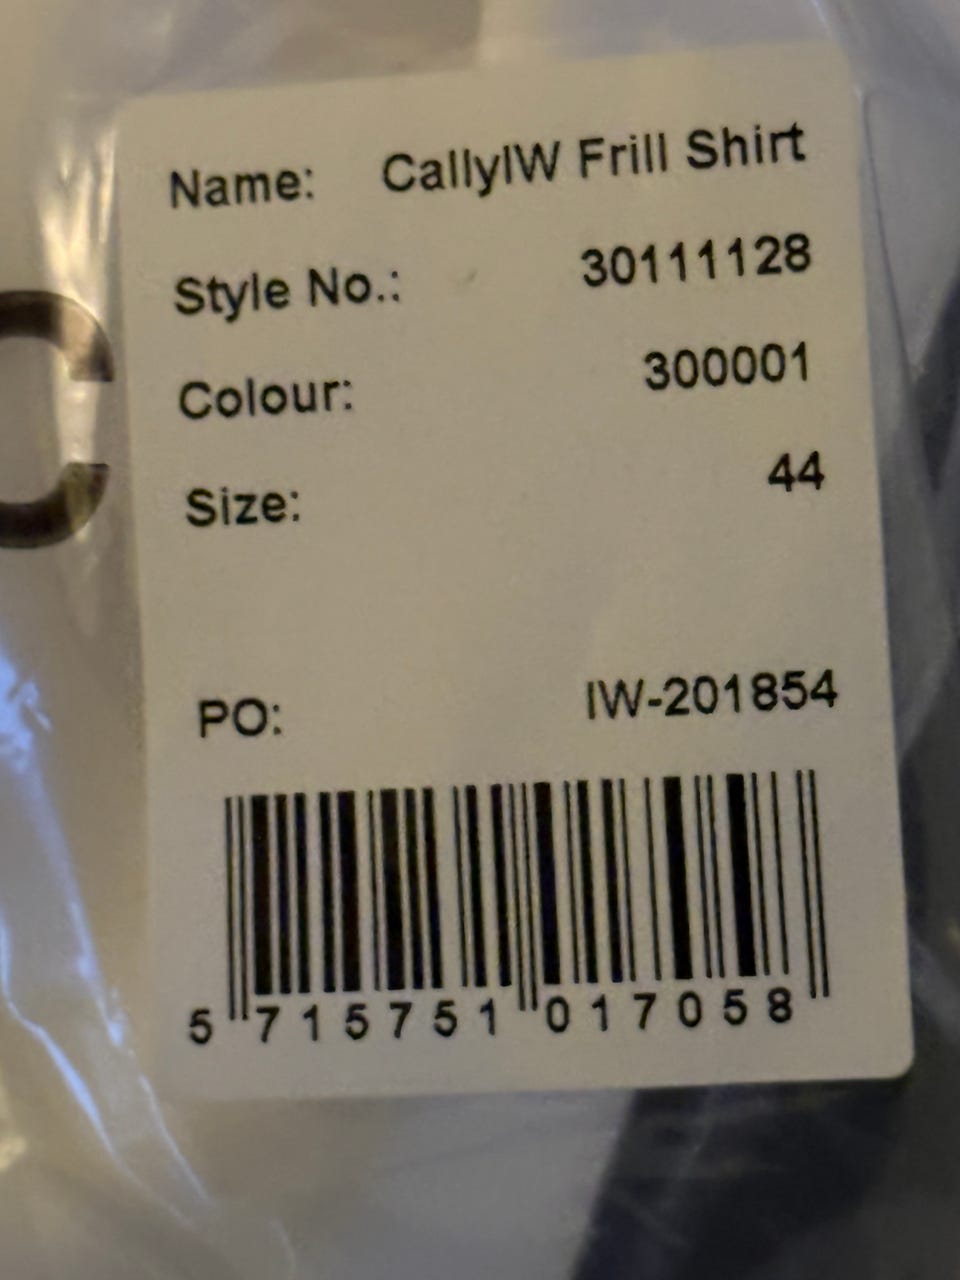 Name: CallyIW Frill Shirt
Style No.: 30111128
Colour: 300001
Size: 44
PO: IW-201854
5 715751 017058
C